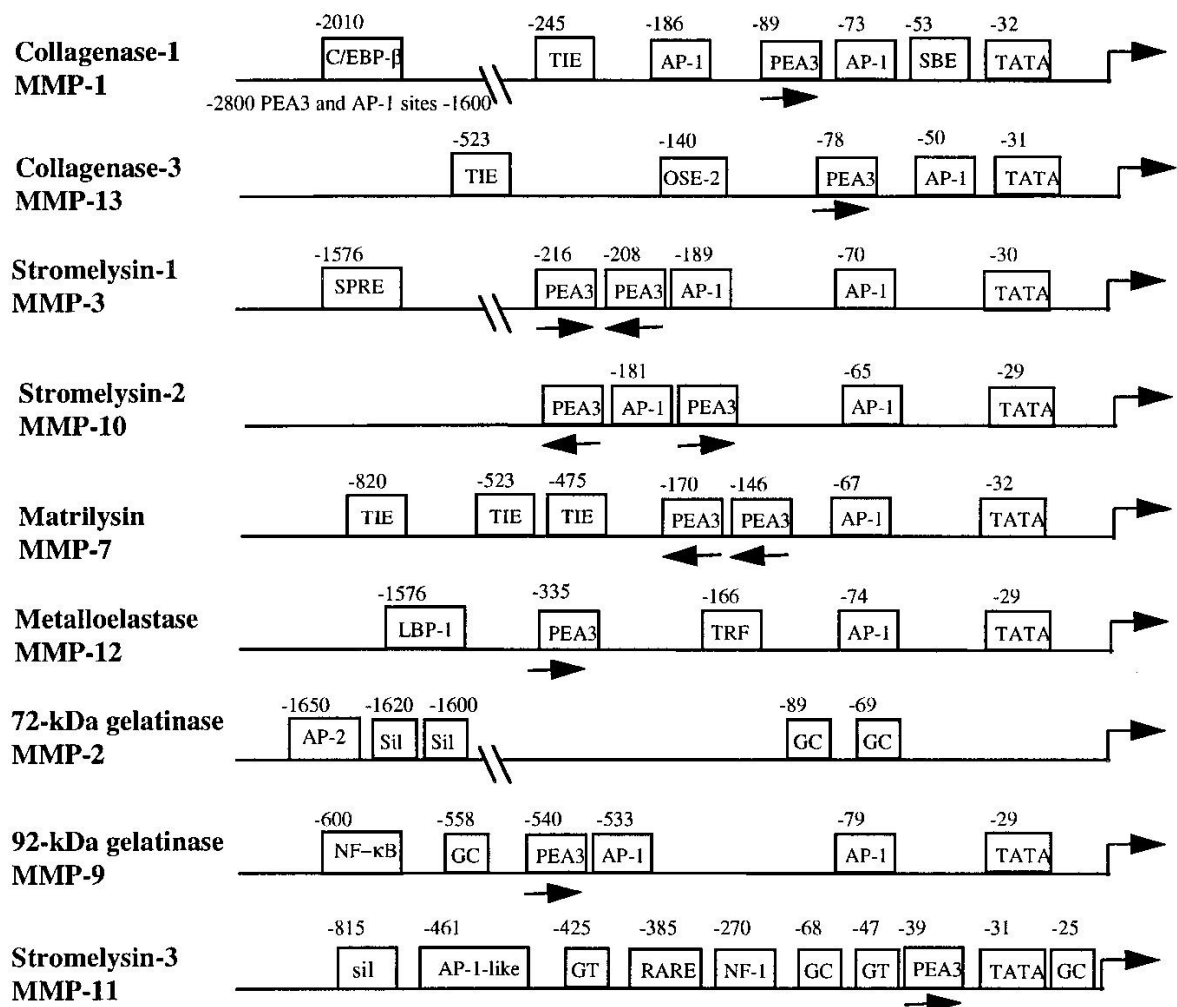 -2010 -245 -186 -89 -73 -53 -32
Collagenase-1
MMP-1
C/EBP-β TIE AP-1 PEA3 AP-1 SBE TATA
-2800 PEA3 and AP-1 sites -1600
-523 -140 -78 -50 -31
Collagenase-3
MMP-13
TIE OSE-2 PEA3 AP-1 TATA
-1576 -216 -208 -189 -70 -30
Stromelysin-1
MMP-3
SPRE PEA3 PEA3 AP-1 AP-1 TATA
-181 -65 -29
Stromelysin-2
MMP-10
PEA3 AP-1 PEA3 AP-1 TATA
-820 -523 -475 -170 -146 -67 -32
Matrilysin
MMP-7
TIE TIE TIE PEA3 PEA3 AP-1 TATA
-1576 -335 -166 -74 -29
Metalloelastase
MMP-12
LBP-1 PEA3 TRF AP-1 TATA
-1650 -1620 -1600 -89 -69
72-kDa gelatinase
MMP-2
AP-2 Sil Sil GC GC
-600 -558 -540 -533 -79 -29
92-kDa gelatinase
MMP-9
NF-κB GC PEA3 AP-1 AP-1 TATA
-815 -461 -425 -385 -270 -68 -47 -39 -31 -25
Stromelysin-3
MMP-11
sil AP-1-like GT RARE NF-1 GC GT PEA3 TATA GC